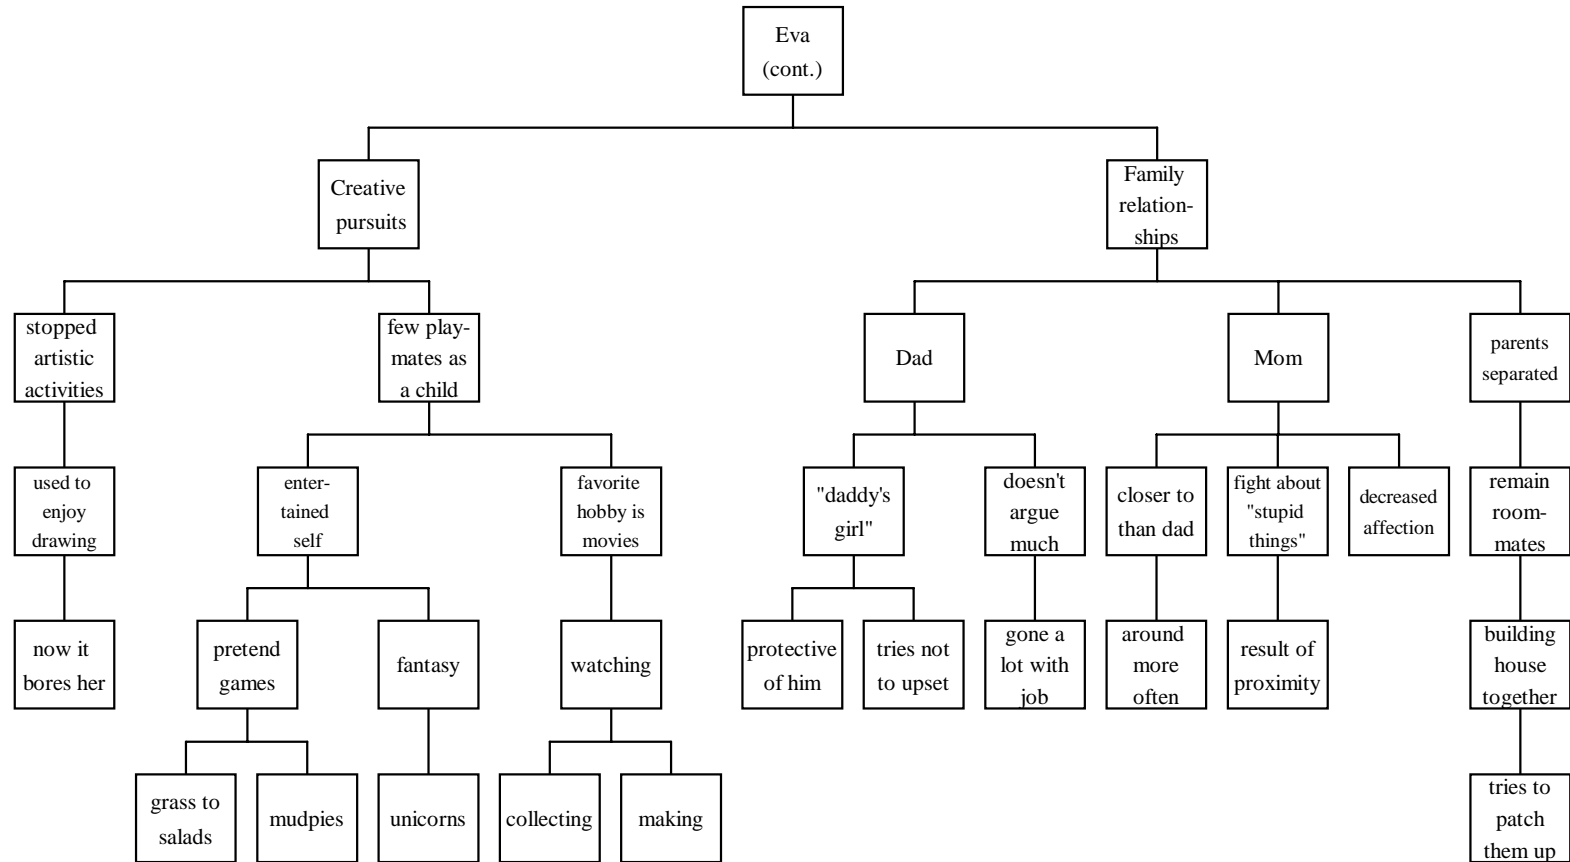 Eva
(cont.)
Creative
pursuits
Family
relation-
ships
stopped
artistic
activities
few play-
mates as
a child
Dad
Mom
parents
separated
used to
enjoy
drawing
enter-
tained
self
favorite
hobby is
movies
"daddy's
girl"
doesn't
argue
much
closer to
than dad
fight about
"stupid
things"
decreased
affection
remain
room-
mates
now it
bores her
pretend
games
fantasy
watching
protective
of him
tries not
to upset
gone a
lot with
job
around
more
often
result of
proximity
building
house
together
grass to
salads
mudpies
unicorns
collecting
making
tries to
patch
them up